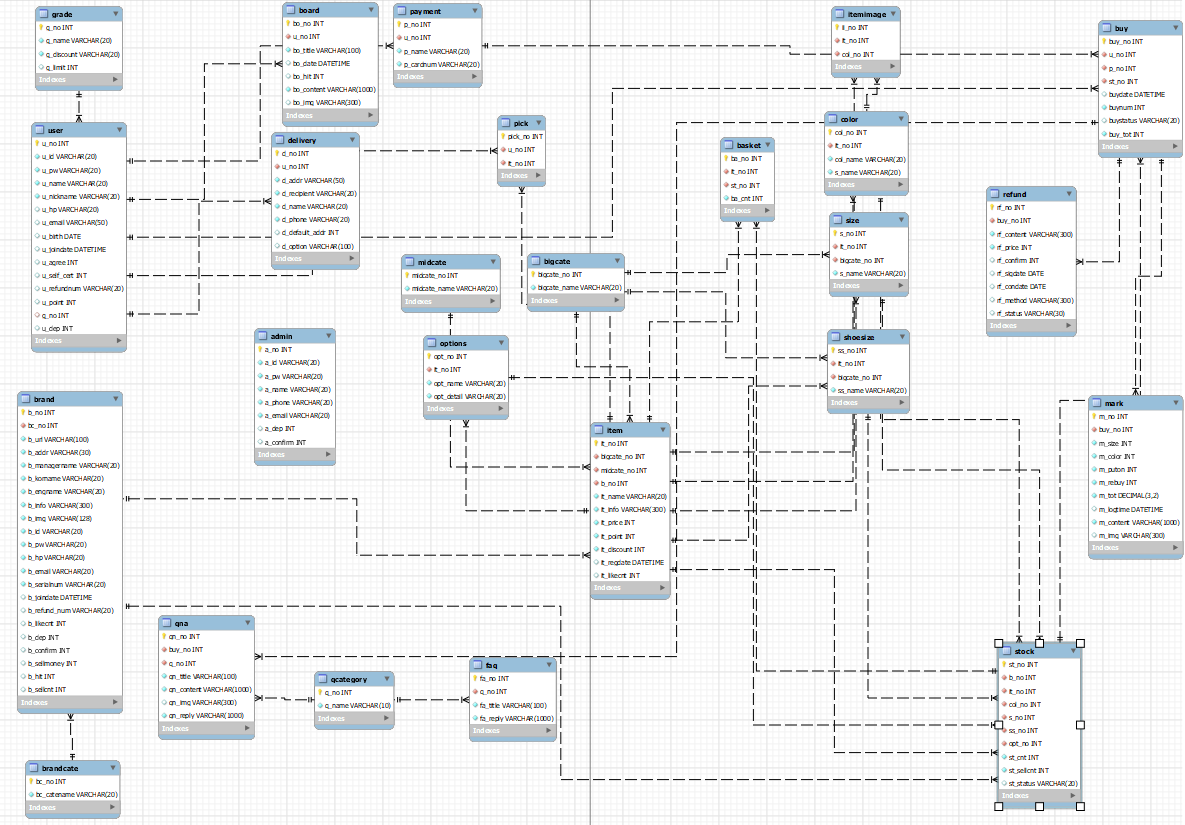 grade
g_no INT
g_name VARCHAR(20)
g_discount VARCHAR(20)
g_limit INT
Indexes
user
u_no INT
u_id VARCHAR(20)
u_pw VARCHAR(20)
u_name VARCHAR(20)
u_nickname VARCHAR(20)
u_hp VARCHAR(20)
u_email VARCHAR(50)
u_birth DATE
u_joindate DATETIME
u_agree INT
u_self_cert INT
u_refundnum VARCHAR(20)
u_point INT
g_no INT
u_dep INT
Indexes
board
bo_no INT
u_no INT
bo_title VARCHAR(100)
bo_date DATETIME
bo_hit INT
bo_content VARCHAR(1000)
bo_img VARCHAR(300)
Indexes
payment
p_no INT
u_no INT
p_name VARCHAR(20)
p_cardnum VARCHAR(20)
Indexes
delivery
d_no INT
u_no INT
d_addr VARCHAR(50)
d_recipient VARCHAR(20)
d_name VARCHAR(20)
d_phone VARCHAR(20)
d_default_addr INT
d_option VARCHAR(100)
Indexes
pick
pick_no INT
u_no INT
it_no INT
Indexes
itemimage
ii_no INT
it_no INT
col_no INT
Indexes
color
col_no INT
it_no INT
col_name VARCHAR(20)
s_name VARCHAR(20)
Indexes
basket
ba_no INT
it_no INT
st_no INT
ba_cnt INT
Indexes
buy
buy_no INT
u_no INT
p_no INT
st_no INT
buydate DATETIME
buynum INT
buystatus VARCHAR(20)
buy_tot INT
Indexes
refund
rf_no INT
buy_no INT
rf_content VARCHAR(300)
rf_price INT
rf_confirm INT
rf_sigdate DATE
rf_condate DATE
rf_method VARCHAR(300)
rf_status VARCHAR(30)
Indexes
size
s_no INT
it_no INT
bigcate_no INT
s_name VARCHAR(20)
Indexes
midcate
midcate_no INT
midcate_name VARCHAR(20)
Indexes
bigcate
bigcate_no INT
bigcate_name VARCHAR(20)
Indexes
admin
a_no INT
a_id VARCHAR(20)
a_pw VARCHAR(20)
a_name VARCHAR(20)
a_phone VARCHAR(20)
a_email VARCHAR(20)
a_dep INT
a_confirm INT
Indexes
options
opt_no INT
it_no INT
opt_name VARCHAR(20)
opt_detail VARCHAR(20)
Indexes
shoesize
ss_no INT
it_no INT
bigcate_no INT
ss_name VARCHAR(20)
Indexes
brand
b_no INT
bc_no INT
b_url VARCHAR(100)
b_addr VARCHAR(30)
b_managername VARCHAR(20)
b_korname VARCHAR(20)
b_engname VARCHAR(20)
b_info VARCHAR(300)
b_img VARCHAR(128)
b_id VARCHAR(20)
b_pw VARCHAR(20)
b_hp VARCHAR(20)
b_email VARCHAR(20)
b_serialnum VARCHAR(20)
b_joindate DATETIME
b_refund_num VARCHAR(20)
b_likecnt INT
b_dep INT
b_confirm INT
b_sellmoney INT
b_hit INT
b_sellcnt INT
Indexes
item
it_no INT
bigcate_no INT
midcate_no INT
b_no INT
it_name VARCHAR(20)
it_info VARCHAR(300)
it_price INT
it_point INT
it_discount INT
it_regdate DATETIME
it_likecnt INT
Indexes
mark
m_no INT
buy_no INT
m_size INT
m_color INT
m_puton INT
m_rebuy INT
m_tot DECIMAL(3,2)
m_logtime DATETIME
m_content VARCHAR(1000)
m_img VARCHAR(300)
Indexes
qna
qn_no INT
buy_no INT
q_no INT
qn_title VARCHAR(100)
qn_content VARCHAR(1000)
qn_img VARCHAR(300)
qn_reply VARCHAR(1000)
Indexes
qcategory
q_no INT
q_name VARCHAR(10)
Indexes
faq
fa_no INT
q_no INT
fa_title VARCHAR(100)
fa_reply VARCHAR(1000)
Indexes
stock
st_no INT
b_no INT
it_no INT
col_no INT
s_no INT
ss_no INT
opt_no INT
st_cnt INT
st_sellcnt INT
st_status VARCHAR(20)
Indexes
brandcate
bc_no INT
bc_catename VARCHAR(20)
Indexes